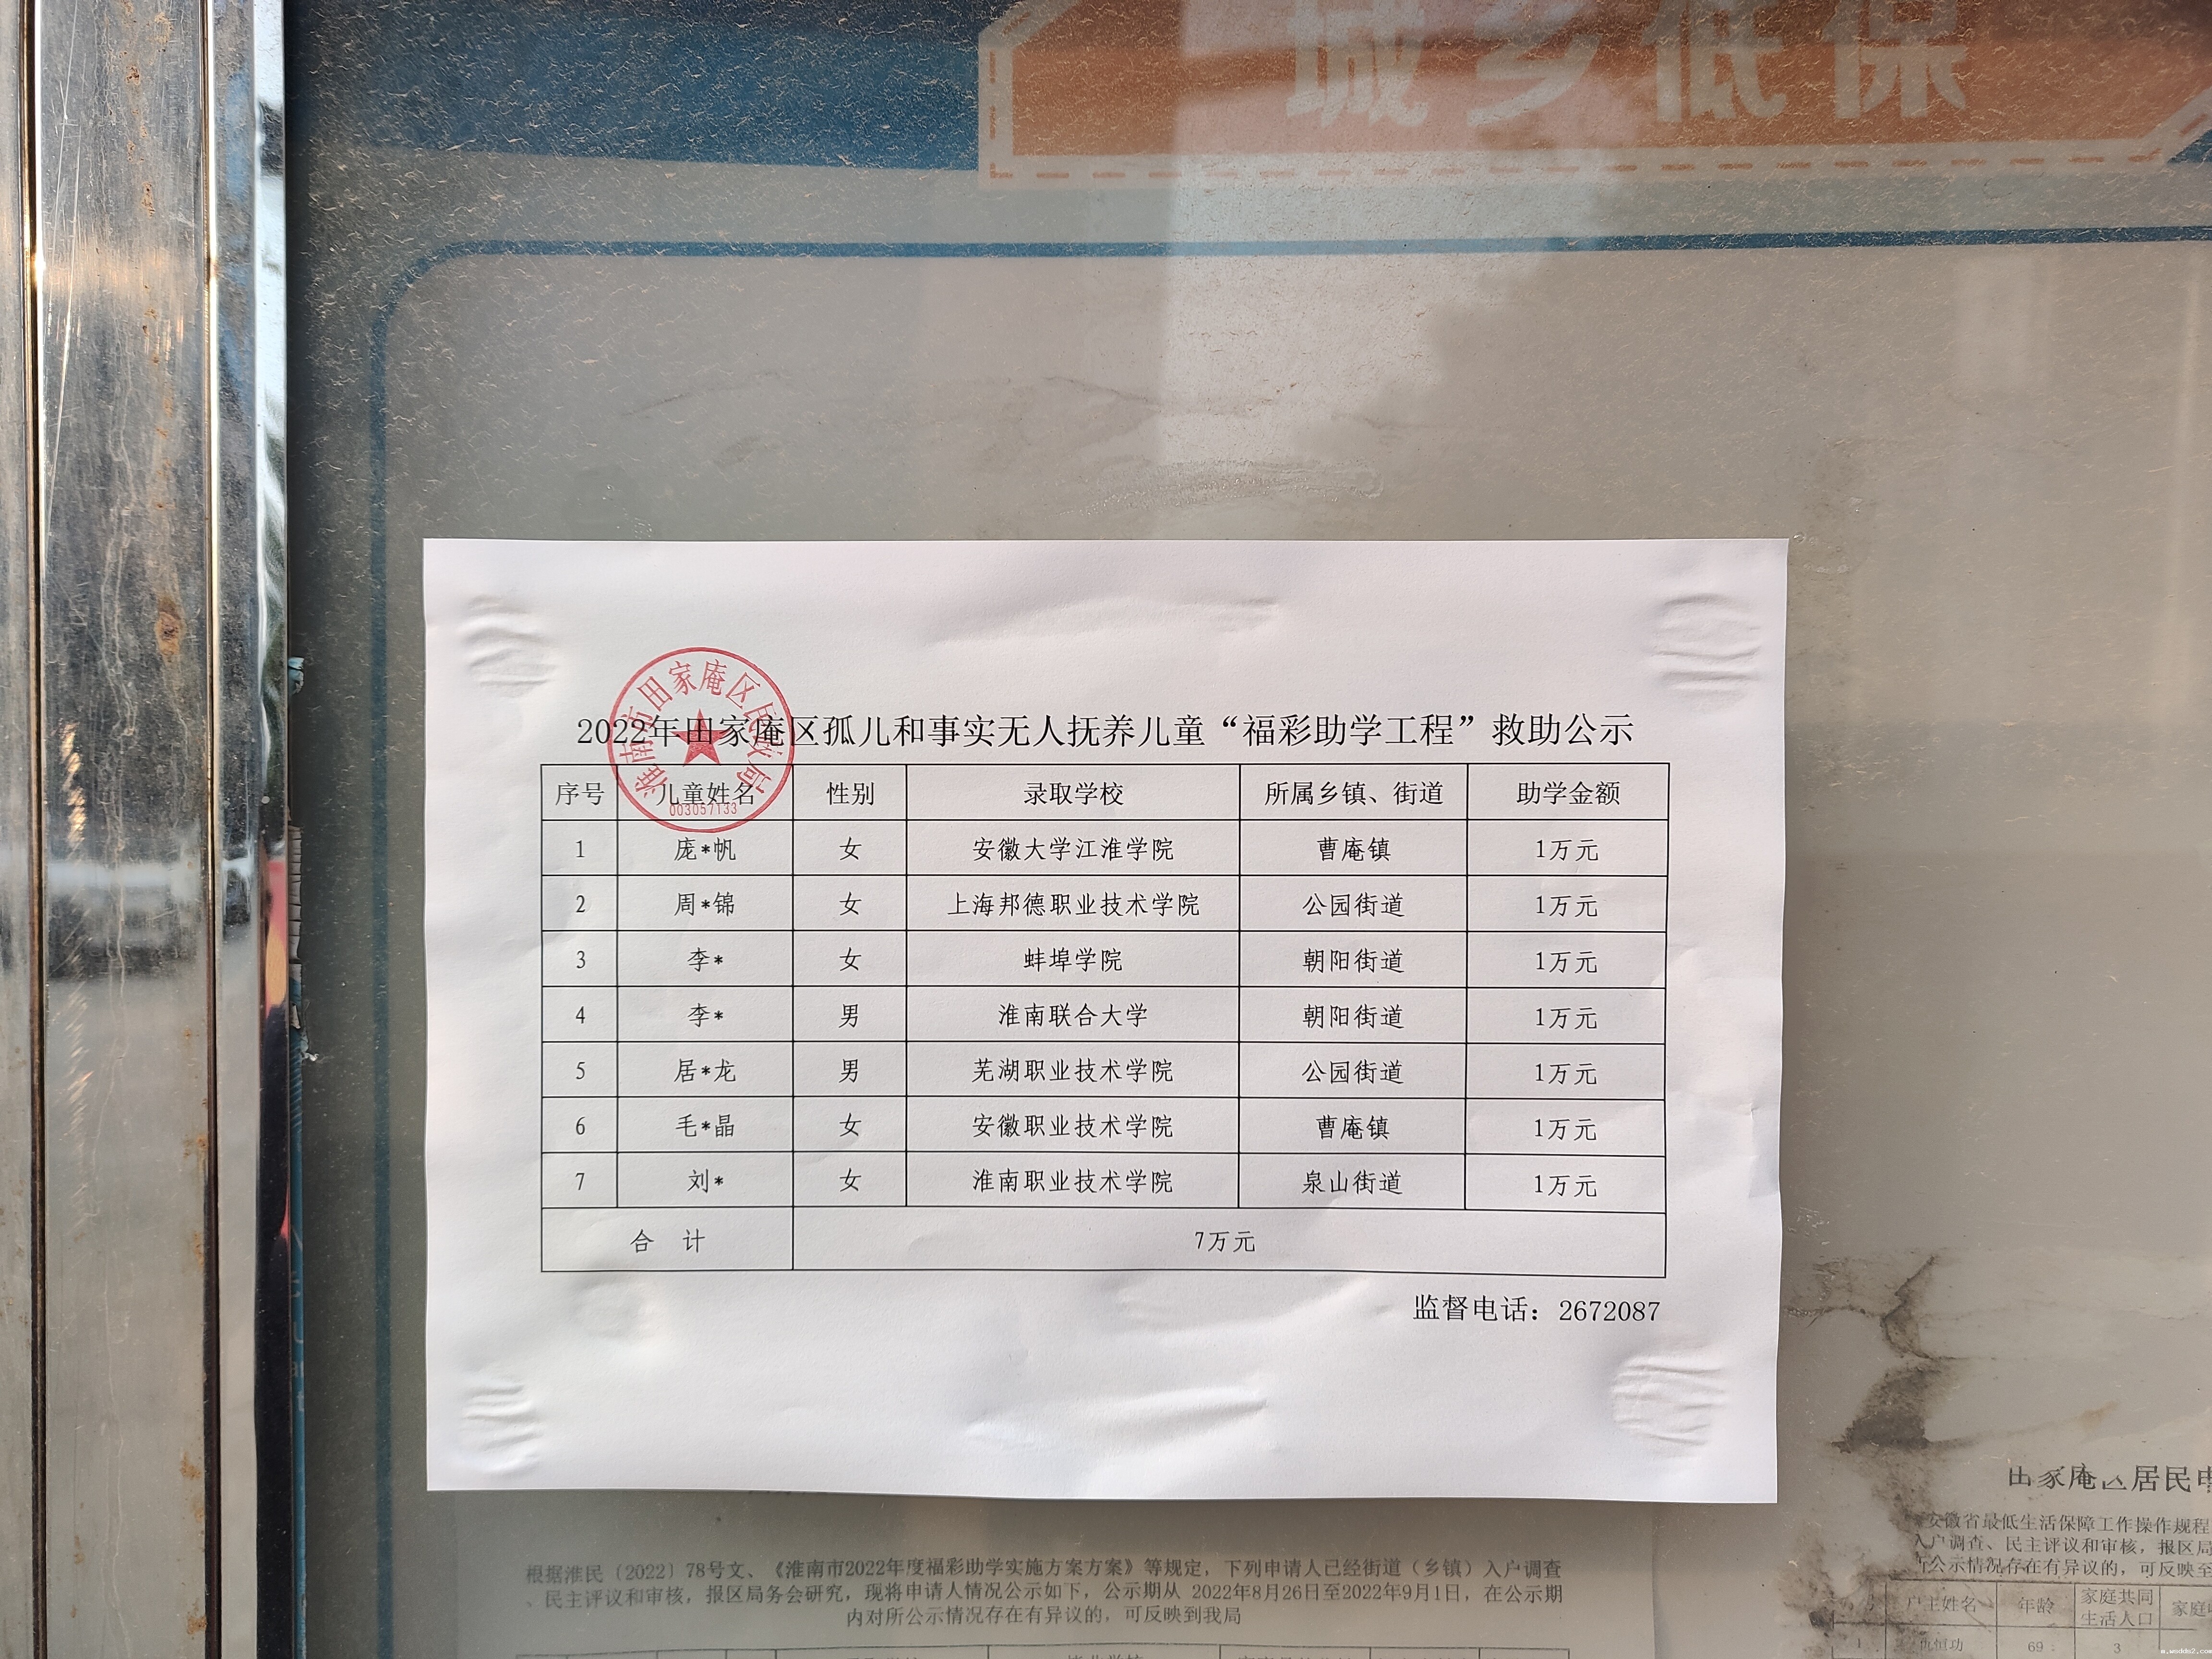 城乡低保
淮南市田家庵区民政局
003057133
2022年田家庵区孤儿和事实无人抚养儿童“福彩助学工程”救助公示
序号 儿童姓名 性别 录取学校 所属乡镇、街道 助学金额
1 庞*帆 女 安徽大学江淮学院 曹庵镇 1万元
2 周*锦 女 上海邦德职业技术学院 公园街道 1万元
3 李* 女 蚌埠学院 朝阳街道 1万元
4 李* 男 淮南联合大学 朝阳街道 1万元
5 居*龙 男 芜湖职业技术学院 公园街道 1万元
6 毛*晶 女 安徽职业技术学院 曹庵镇 1万元
7 刘* 女 淮南职业技术学院 泉山街道 1万元
合 计 7万元
监督电话：2672087
根据淮民〔2022〕78号文、《淮南市2022年度福彩助学实施方案方案》等规定，下列申请人已经街道（乡镇）入户调查
、民主评议和审核，报区局务会研究，现将申请人情况公示如下，公示期从 2022年8月26日至2022年9月1日，在公示期
内对所公示情况存在有异议的，可反映到我局
田家庵区居民
安徽省最低生活保障工作操作规程
入户调查、民主评议和审核，报区局
所公示情况存在有异议的，可反映至
户主姓名 年龄 家庭共同生活人口 家庭
1 仇恒功 69 3